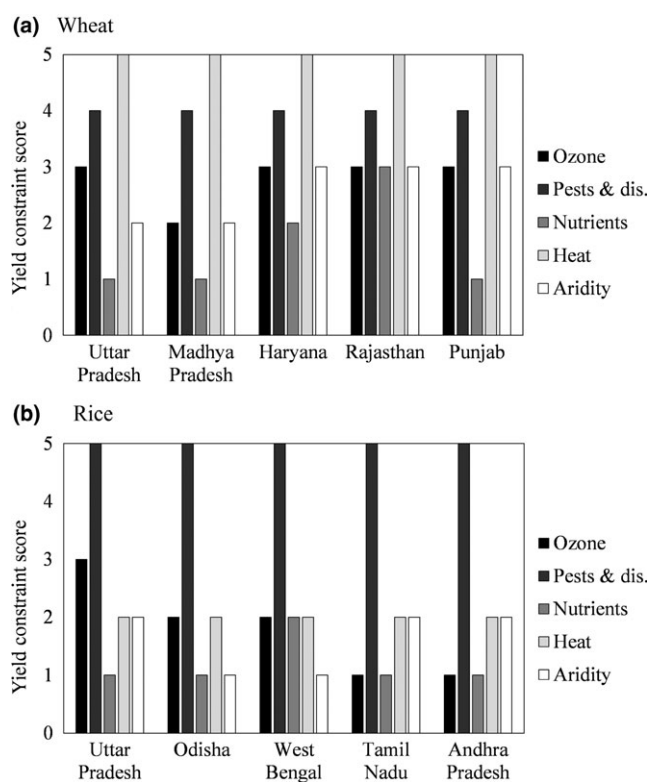 (a) Wheat
Yield constraint score
5
4
3
2
1
0
Uttar Pradesh
Madhya Pradesh
Haryana
Rajasthan
Punjab
Ozone
Pests & dis.
Nutrients
Heat
Aridity
(b) Rice
Yield constraint score
5
4
3
2
1
0
Uttar Pradesh
Odisha
West Bengal
Tamil Nadu
Andhra Pradesh
Ozone
Pests & dis.
Nutrients
Heat
Aridity